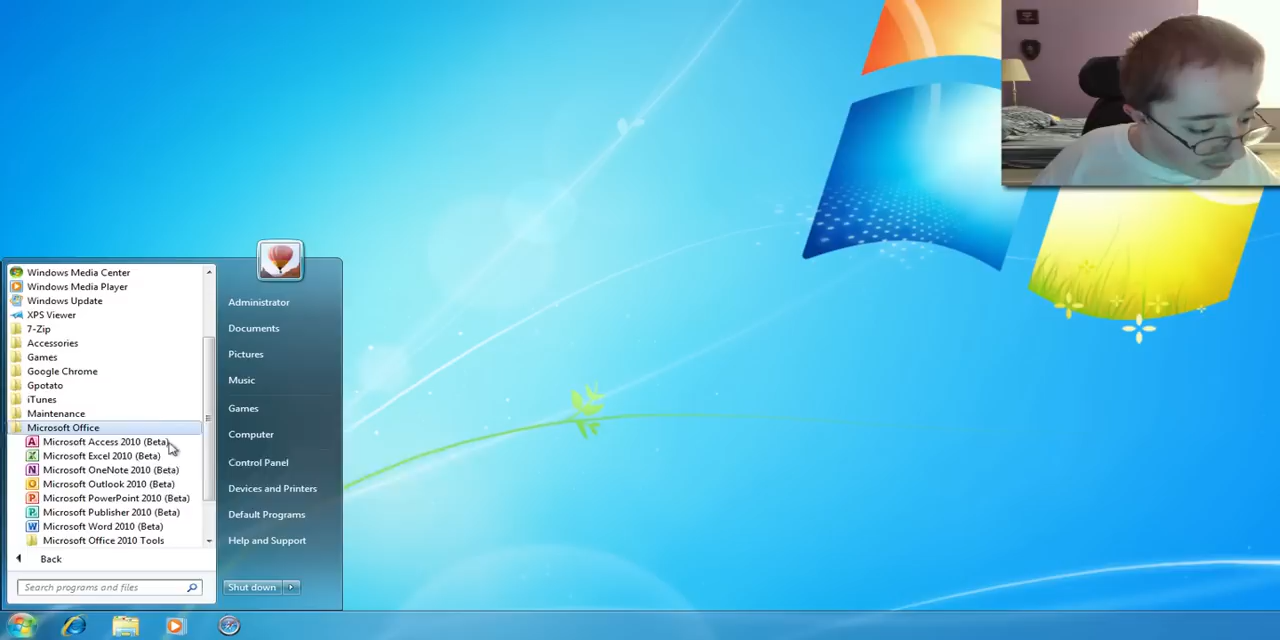 Windows Media Center
Windows Media Player
Windows Update
XPS Viewer
7-Zip
Accessories
Games
Google Chrome
Gpotato
iTunes
Maintenance
Microsoft Office
Microsoft Access 2010 (Beta)
Microsoft Excel 2010 (Beta)
Microsoft OneNote 2010 (Beta)
Microsoft Outlook 2010 (Beta)
Microsoft PowerPoint 2010 (Beta)
Microsoft Publisher 2010 (Beta)
Microsoft Word 2010 (Beta)
Microsoft Office 2010 Tools
Back
Search programs and files
Administrator
Documents
Pictures
Music
Games
Computer
Control Panel
Devices and Printers
Default Programs
Help and Support
Shut down